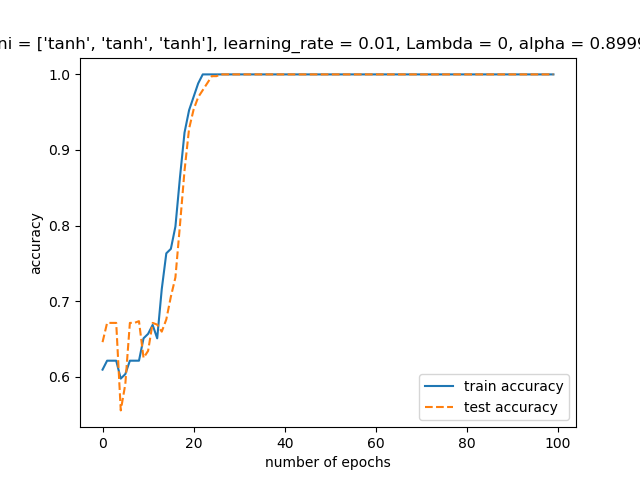 ni = ['tanh', 'tanh', 'tanh'], learning_rate = 0.01, Lambda = 0, alpha = 0.8999
1.0
0.9
0.8
0.7
0.6
accuracy
train accuracy
test accuracy
0 20 40 60 80 100
number of epochs